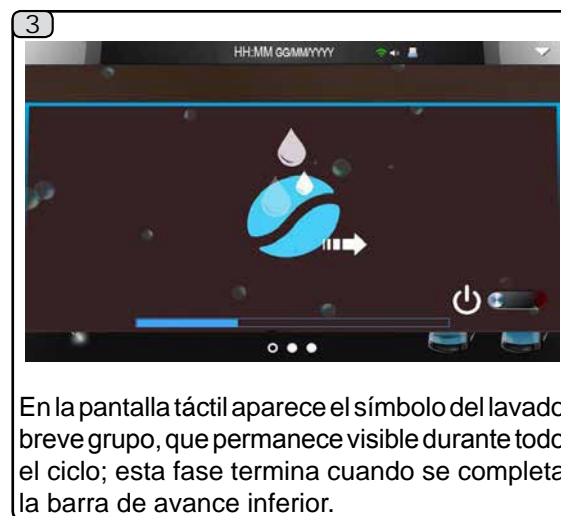 3
HH:MM GG/MM/YYYY
En la pantalla táctil aparece el símbolo del lavado
breve grupo, que permanece visible durante todo
el ciclo; esta fase termina cuando se completa
la barra de avance inferior.